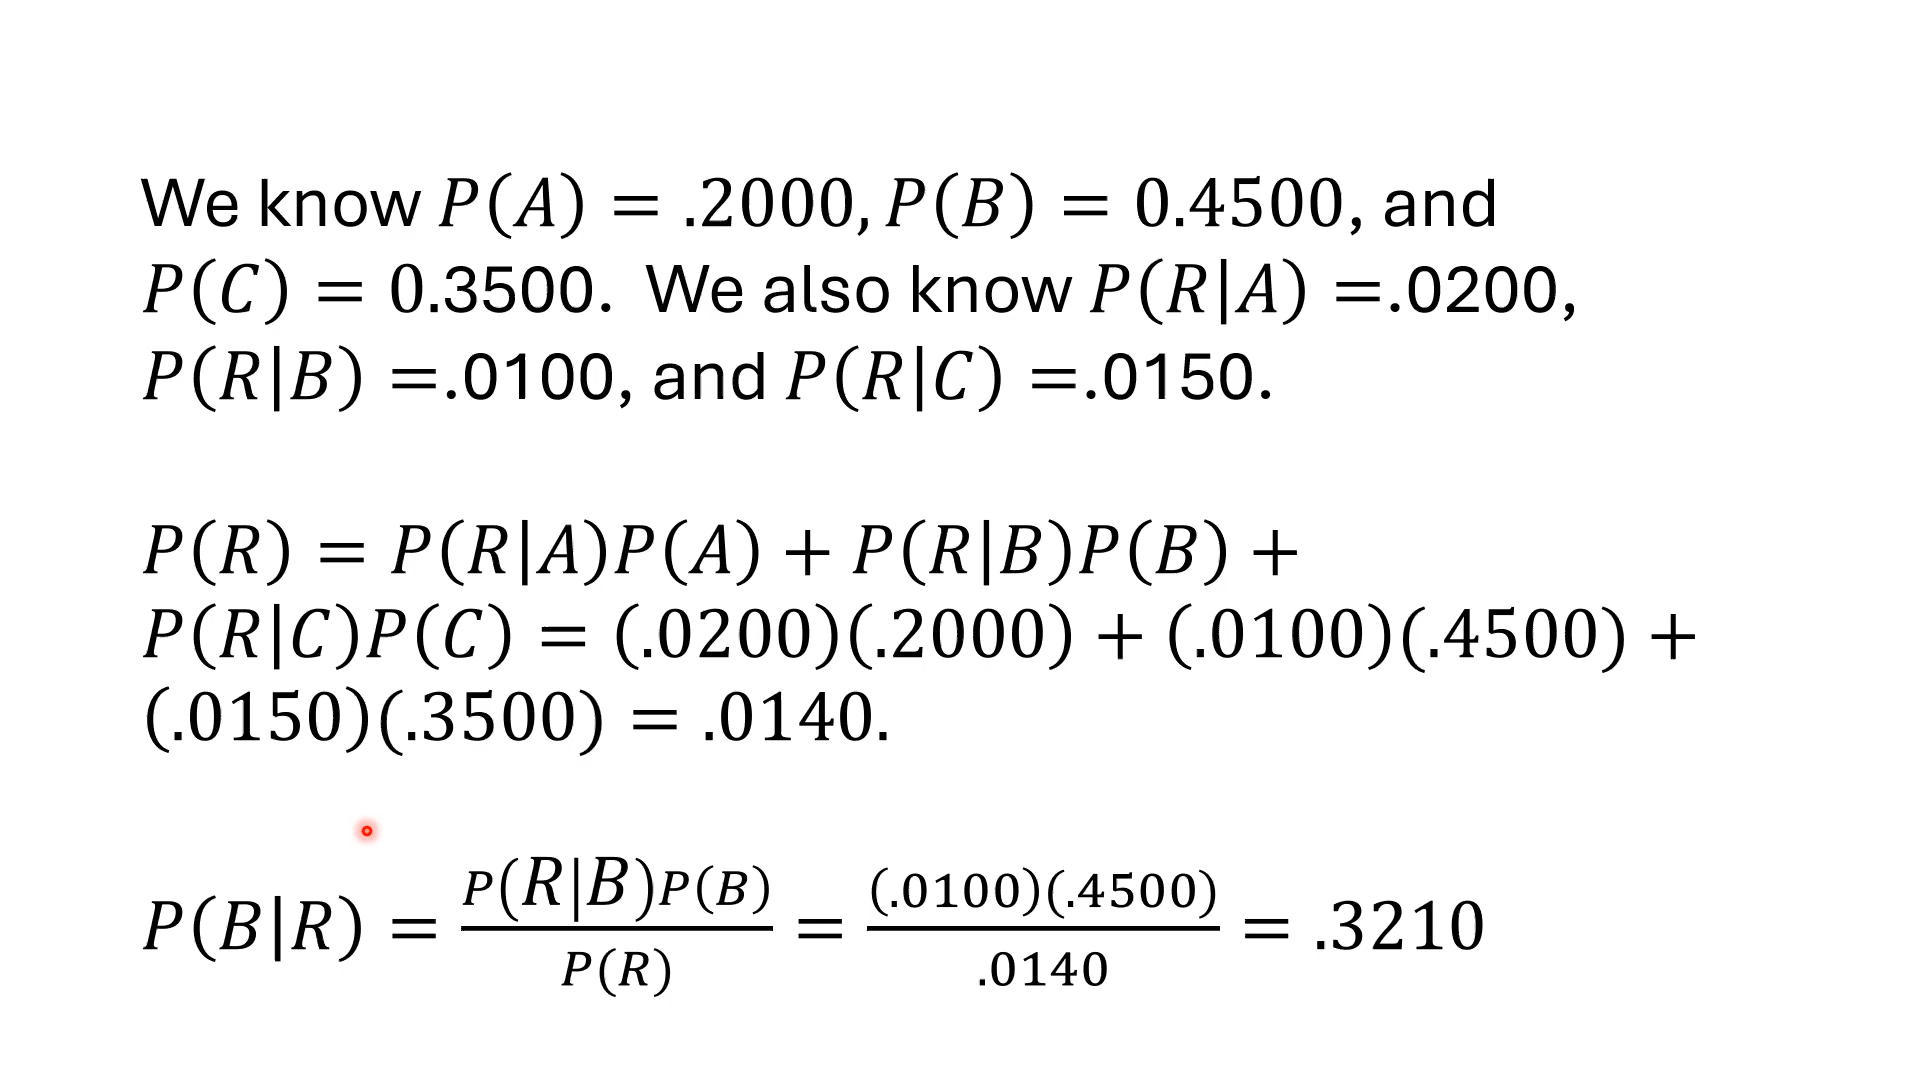 We know P(A) = .2000, P(B) = 0.4500, and
P(C) = 0.3500. We also know P(R|A) =.0200,
P(R|B) =.0100, and P(R|C) =.0150.
P(R) = P(R|A)P(A) + P(R|B)P(B) +
P(R|C)P(C) = (.0200)(.2000) + (.0100)(.4500) +
(.0150)(.3500) = .0140.
P(B|R) = P(R|B)P(B) / P(R) = (.0100)(.4500) / .0140 = .3210